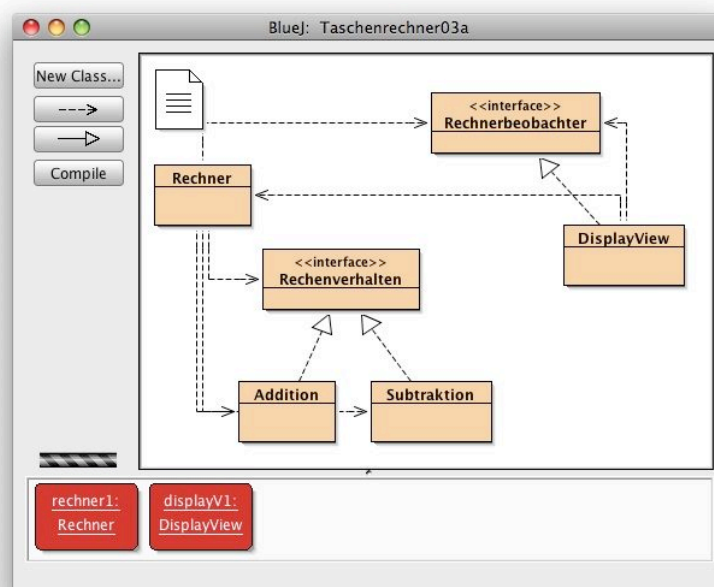 BlueJ: Taschenrechner03a
New Class...
Compile
<<interface>>
Rechnerbeobachter
Rechner
DisplayView
<<interface>>
Rechenverhalten
Addition
Subtraktion
rechner1:
Rechner
displayV1:
DisplayView